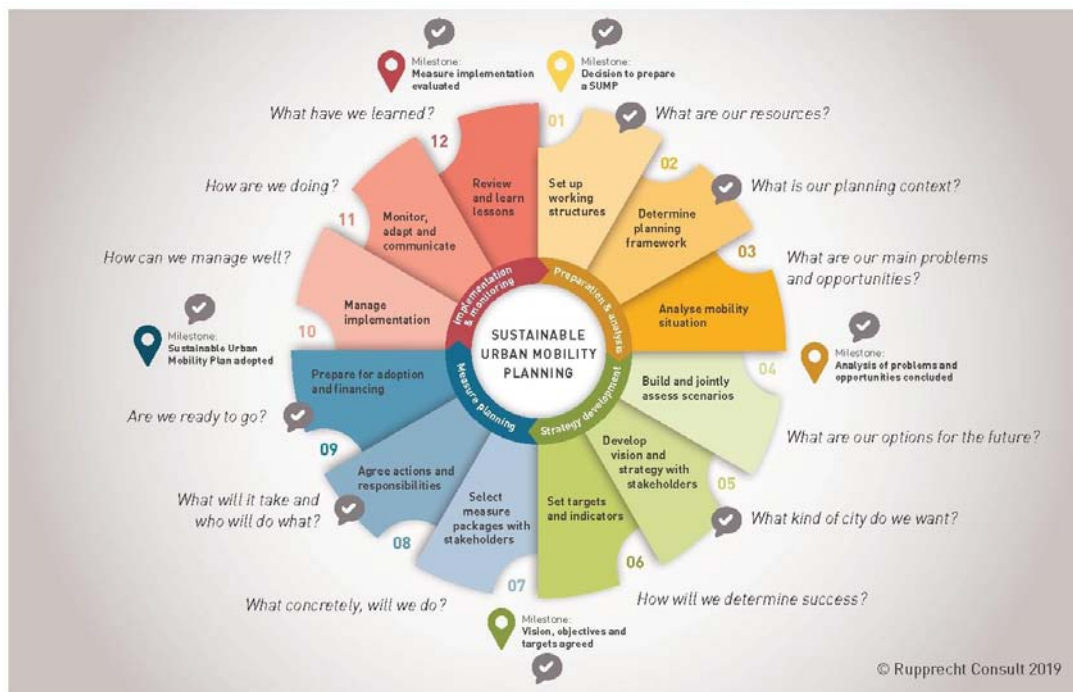 Milestone:
Measure implementation
evaluated
Milestone:
Decision to prepare
a SUMP
What have we learned?
What are our resources?
12
01
02
How are we doing?
What is our planning context?
Review
and learn
lessons
Set up
working
structures
Determine
planning
framework
11
Monitor,
adapt and
communicate
03
How can we manage well?
What are our main problems
and opportunities?
Manage
implementation
Analyse mobility
situation
10
Implementation
& monitoring
Preparation & analysis
SUSTAINABLE
URBAN MOBILITY
PLANNING
Measure planning
Strategy development
Milestone:
Sustainable Urban
Mobility Plan adopted
Milestone:
Analysis of problems and
opportunities concluded
Prepare for adoption
and financing
Build and jointly
assess scenarios
04
Are we ready to go?
What are our options for the future?
09
Agree actions and
responsibilities
Develop
vision and
strategy with
stakeholders
05
What will it take and
who will do what?
Select
measure
packages with
stakeholders
Set targets
and indicators
What kind of city do we want?
08
06
07
What concretely, will we do?
How will we determine success?
Milestone:
Vision, objectives and
targets agreed
© Rupprecht Consult 2019